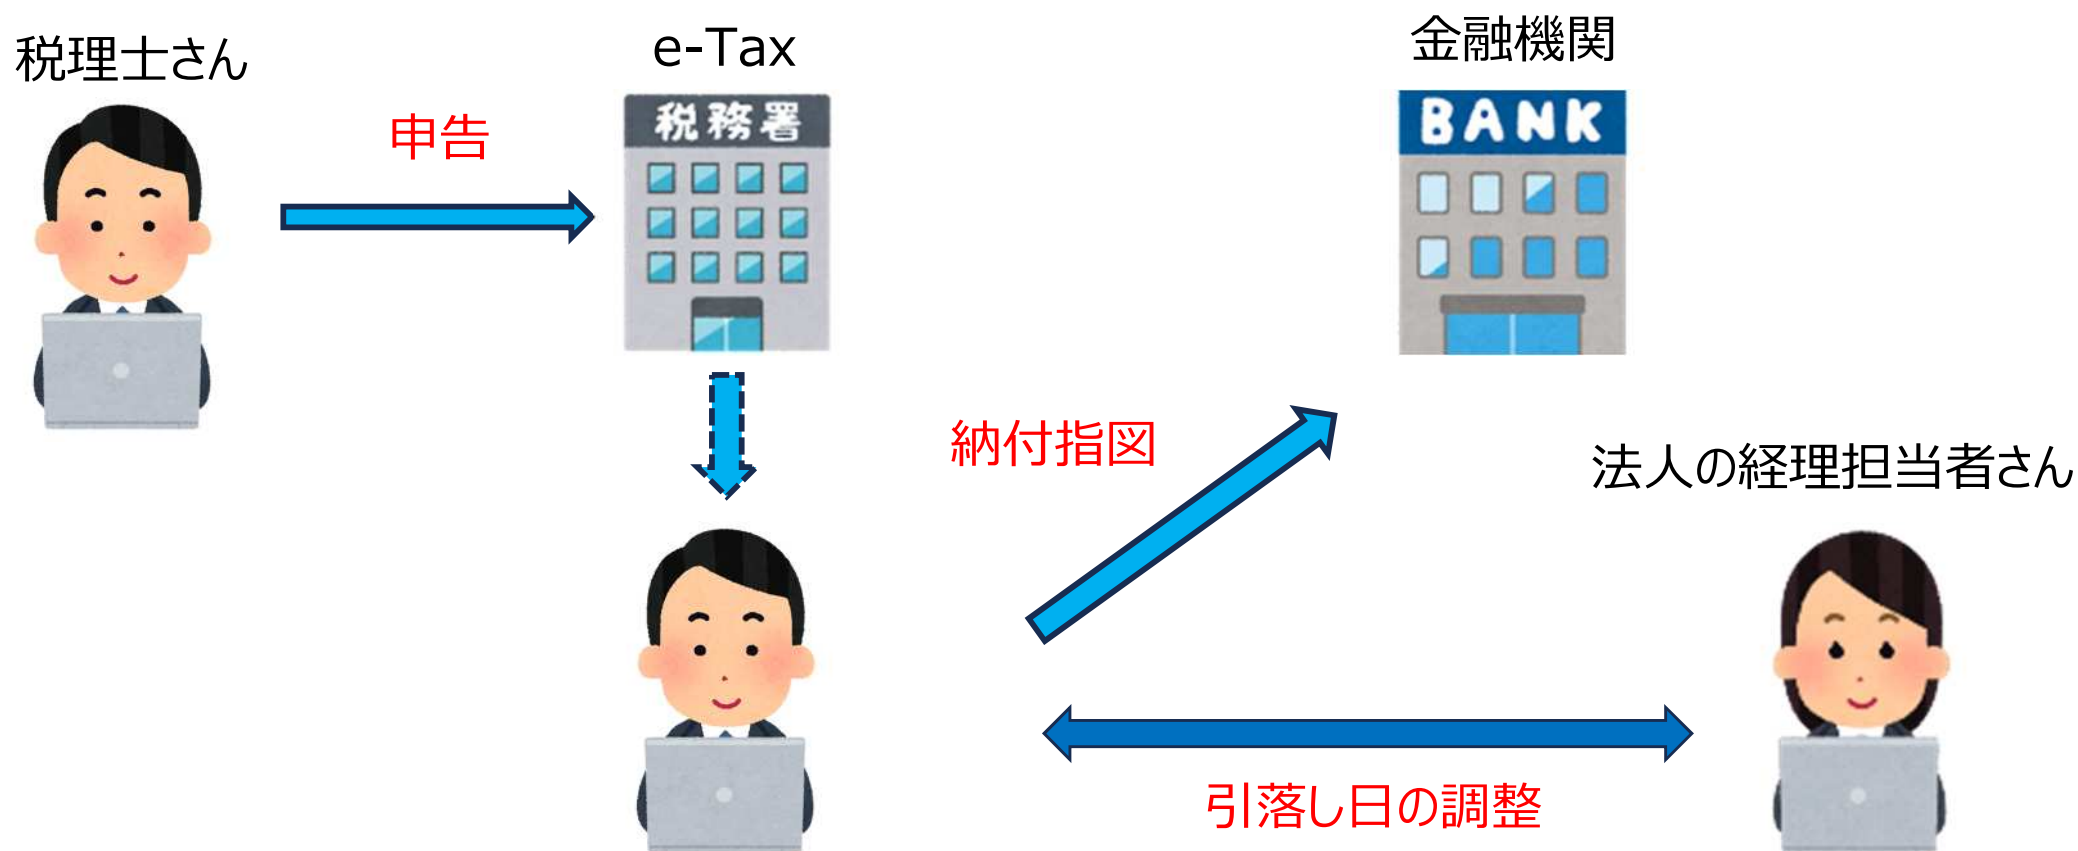 税理士さん
e-Tax
金融機関
税務署
BANK
申告
納付指図
法人の経理担当者さん
引落し日の調整